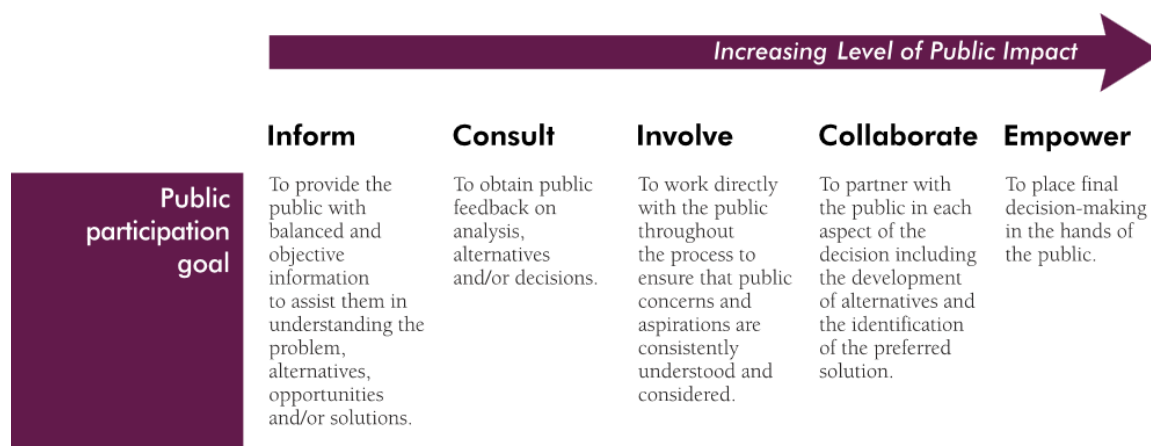 Increasing Level of Public Impact
Inform
Consult
Involve
Collaborate
Empower
Public
participation
goal
To provide the
public with
balanced and
objective
information
to assist them in
understanding the
problem,
alternatives,
opportunities
and/or solutions.
To obtain public
feedback on
analysis,
alternatives
and/or decisions.
To work directly
with the public
throughout
the process to
ensure that public
concerns and
aspirations are
consistently
understood and
considered.
To partner with
the public in each
aspect of the
decision including
the development
of alternatives and
the identification
of the preferred
solution.
To place final
decision-making
in the hands of
the public.